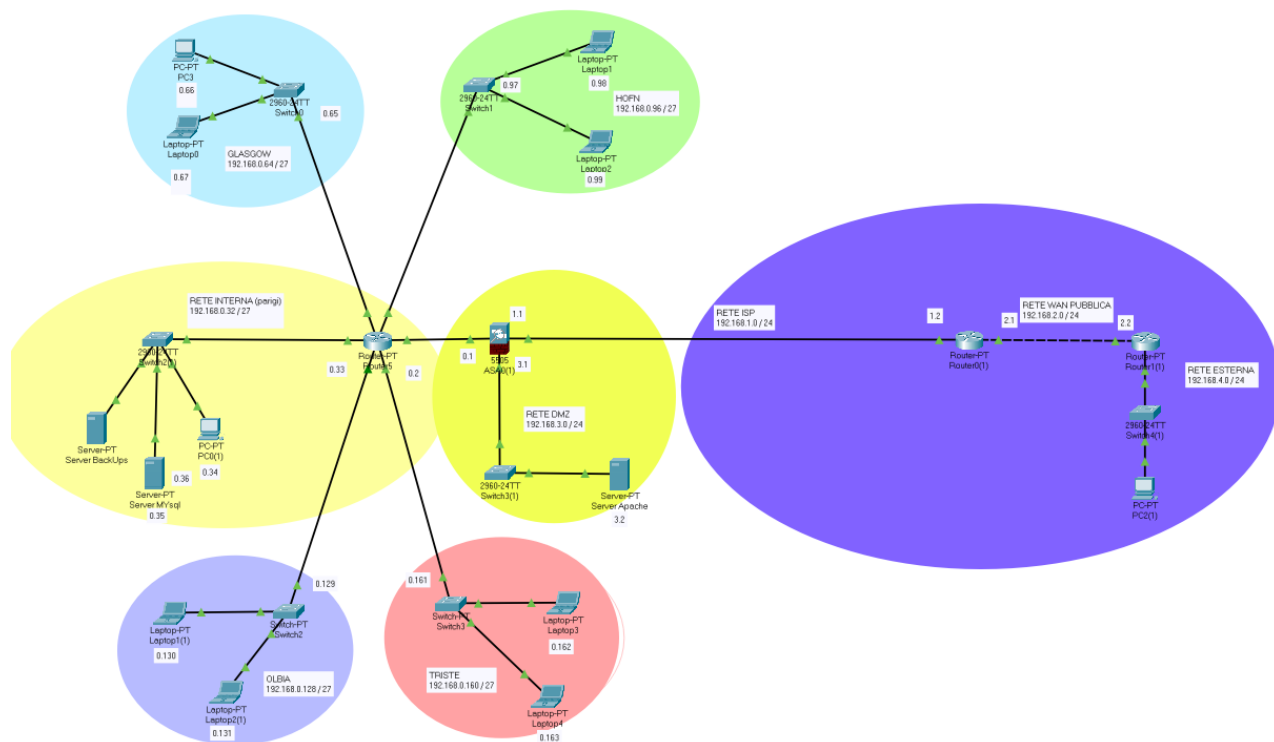 PC-PT
PC3
0.66
2960-24TT
Switch0
0.65
Laptop-PT
Laptop0
0.67
GLASGOW
192.168.0.64 / 27
Laptop-PT
Laptop1
0.98
0.97
2960-24TT
Switch1
HOFN
192.168.0.96 / 27
Laptop-PT
Laptop2
0.99
RETE INTERNA (parigi)
192.168.0.32 / 27
2960-24TT
Switch2(1)
0.33
Router-PT
Router5
0.2
Server-PT
Server BackUps
0.36
PC-PT
PC0(1)
0.34
Server-PT
Server MYsql
0.35
1.1
0.1
5505
ASA0(1)
3.1
RETE DMZ
192.168.3.0 / 24
2960-24TT
Switch3(1)
Server-PT
Server Apache
3.2
RETE ISP
192.168.1.0 / 24
1.2
Router-PT
Router0(1)
2.1
RETE WAN PUBBLICA
192.168.2.0 / 24
2.2
Router-PT
Router1(1)
RETE ESTERNA
192.168.4.0 / 24
2960-24TT
Switch4(1)
PC-PT
PC2(1)
0.129
Switch-PT
Switch2
Laptop-PT
Laptop1(1)
0.130
OLBIA
192.168.0.128 / 27
Laptop-PT
Laptop2(1)
0.131
0.161
Switch-PT
Switch3
Laptop-PT
Laptop3
0.162
TRISTE
192.168.0.160 / 27
Laptop-PT
Laptop4
0.163